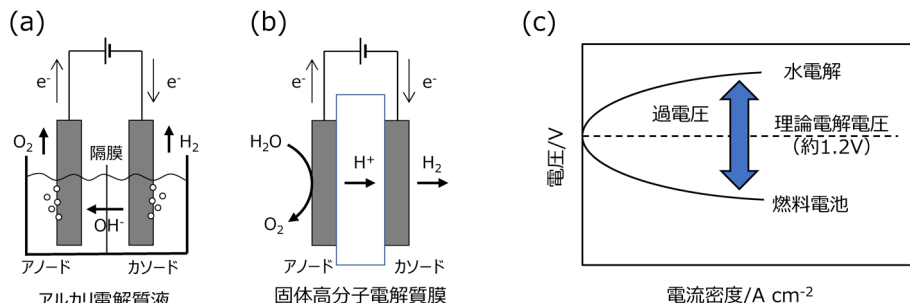 (a)
e⁻
e⁻
O₂
H₂
隔膜
OH⁻
アノード
カソード
アルカリ電解質液
(b)
e⁻
e⁻
H₂O
H⁺
H₂
O₂
アノード
カソード
固体高分子電解質膜
(c)
電圧/V
水電解
過電圧
理論電解電圧
(約1.2V)
燃料電池
電流密度/A cm⁻²